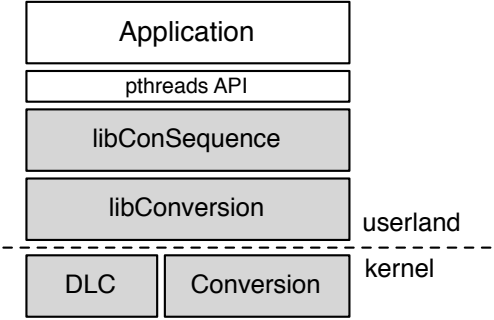 Application
pthreads API
libConSequence
libConversion
userland
kernel
DLC
Conversion